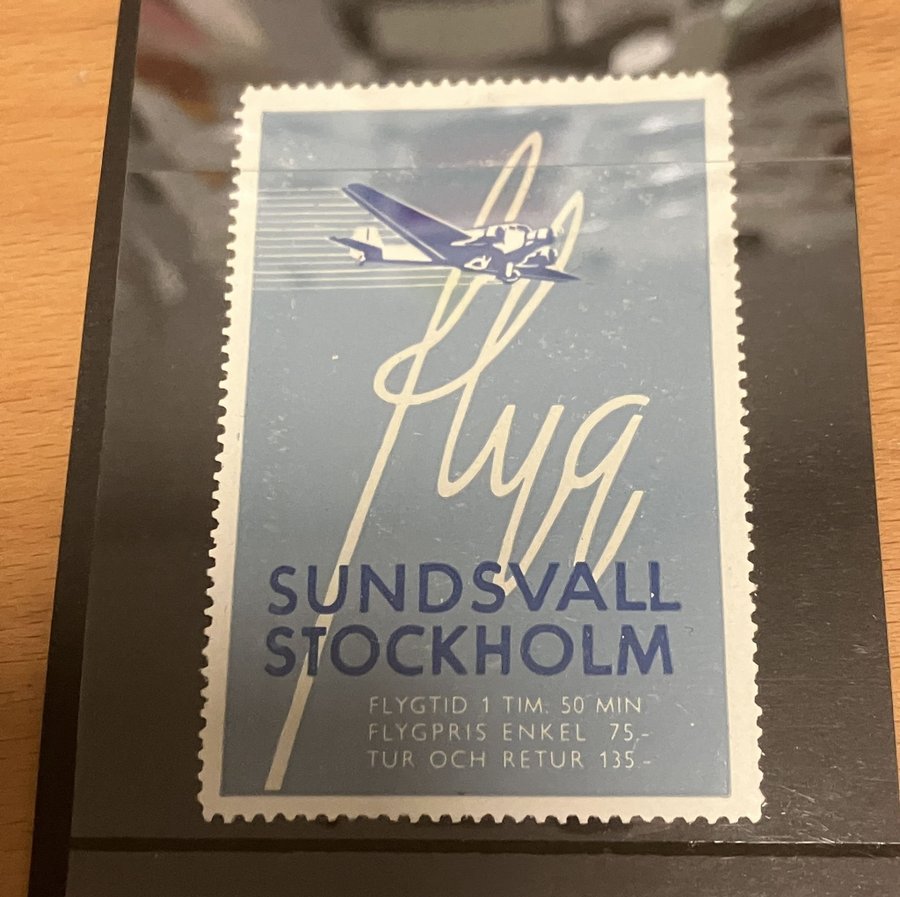 flyg
SUNDSVALL
STOCKHOLM
FLYGTID 1 TIM. 50 MIN
FLYGPRIS ENKEL 75,-
TUR OCH RETUR 135-